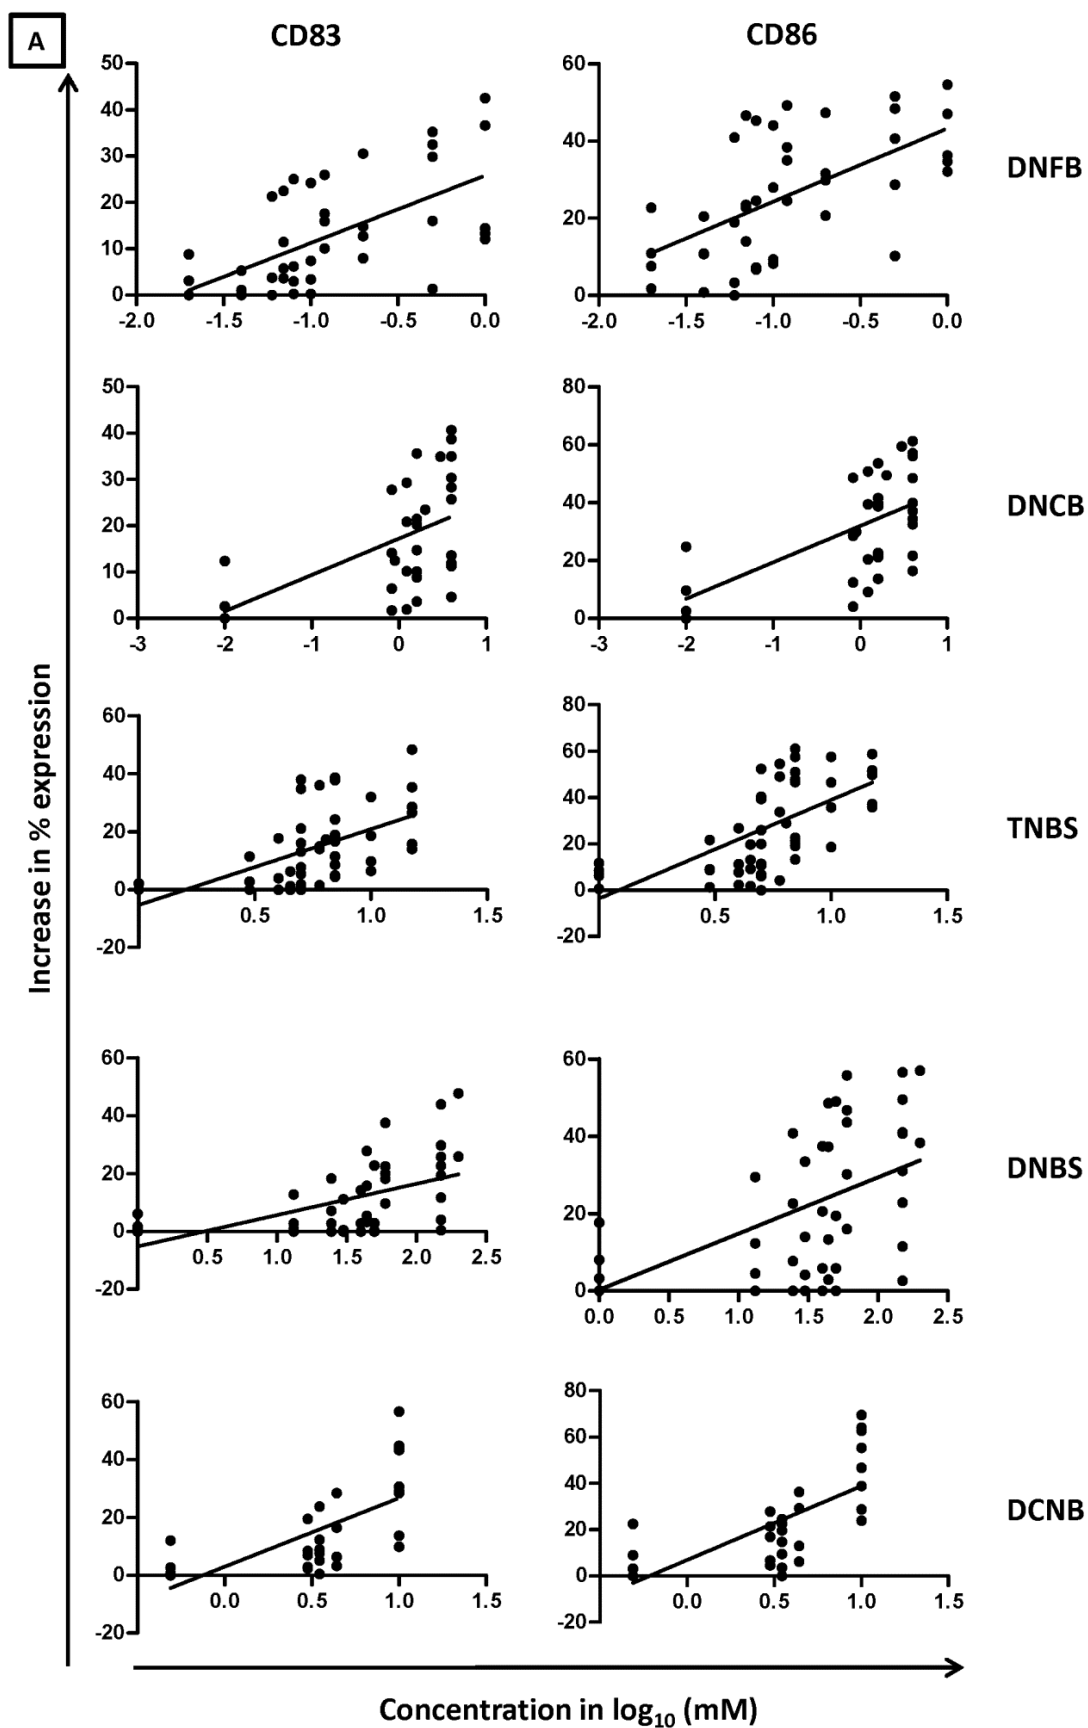 A
CD83
CD86
50
40
30
20
10
0
-2.0 -1.5 -1.0 -0.5 0.0
60
40
20
0
-2.0 -1.5 -1.0 -0.5 0.0
DNFB
50
40
30
20
10
0
-3 -2 -1 0 1
80
60
40
20
0
-3 -2 -1 0 1
DNCB
60
40
20
0
-20
0.5 1.0 1.5
80
60
40
20
0
-20
0.5 1.0 1.5
TNBS
60
40
20
0
-20
0.5 1.0 1.5 2.0 2.5
60
40
20
0
0.0 0.5 1.0 1.5 2.0 2.5
DNBS
60
40
20
0
-20
0.0 0.5 1.0 1.5
80
60
40
20
0
-20
0.0 0.5 1.0 1.5
DCNB
Increase in % expression
Concentration in log₁₀ (mM)